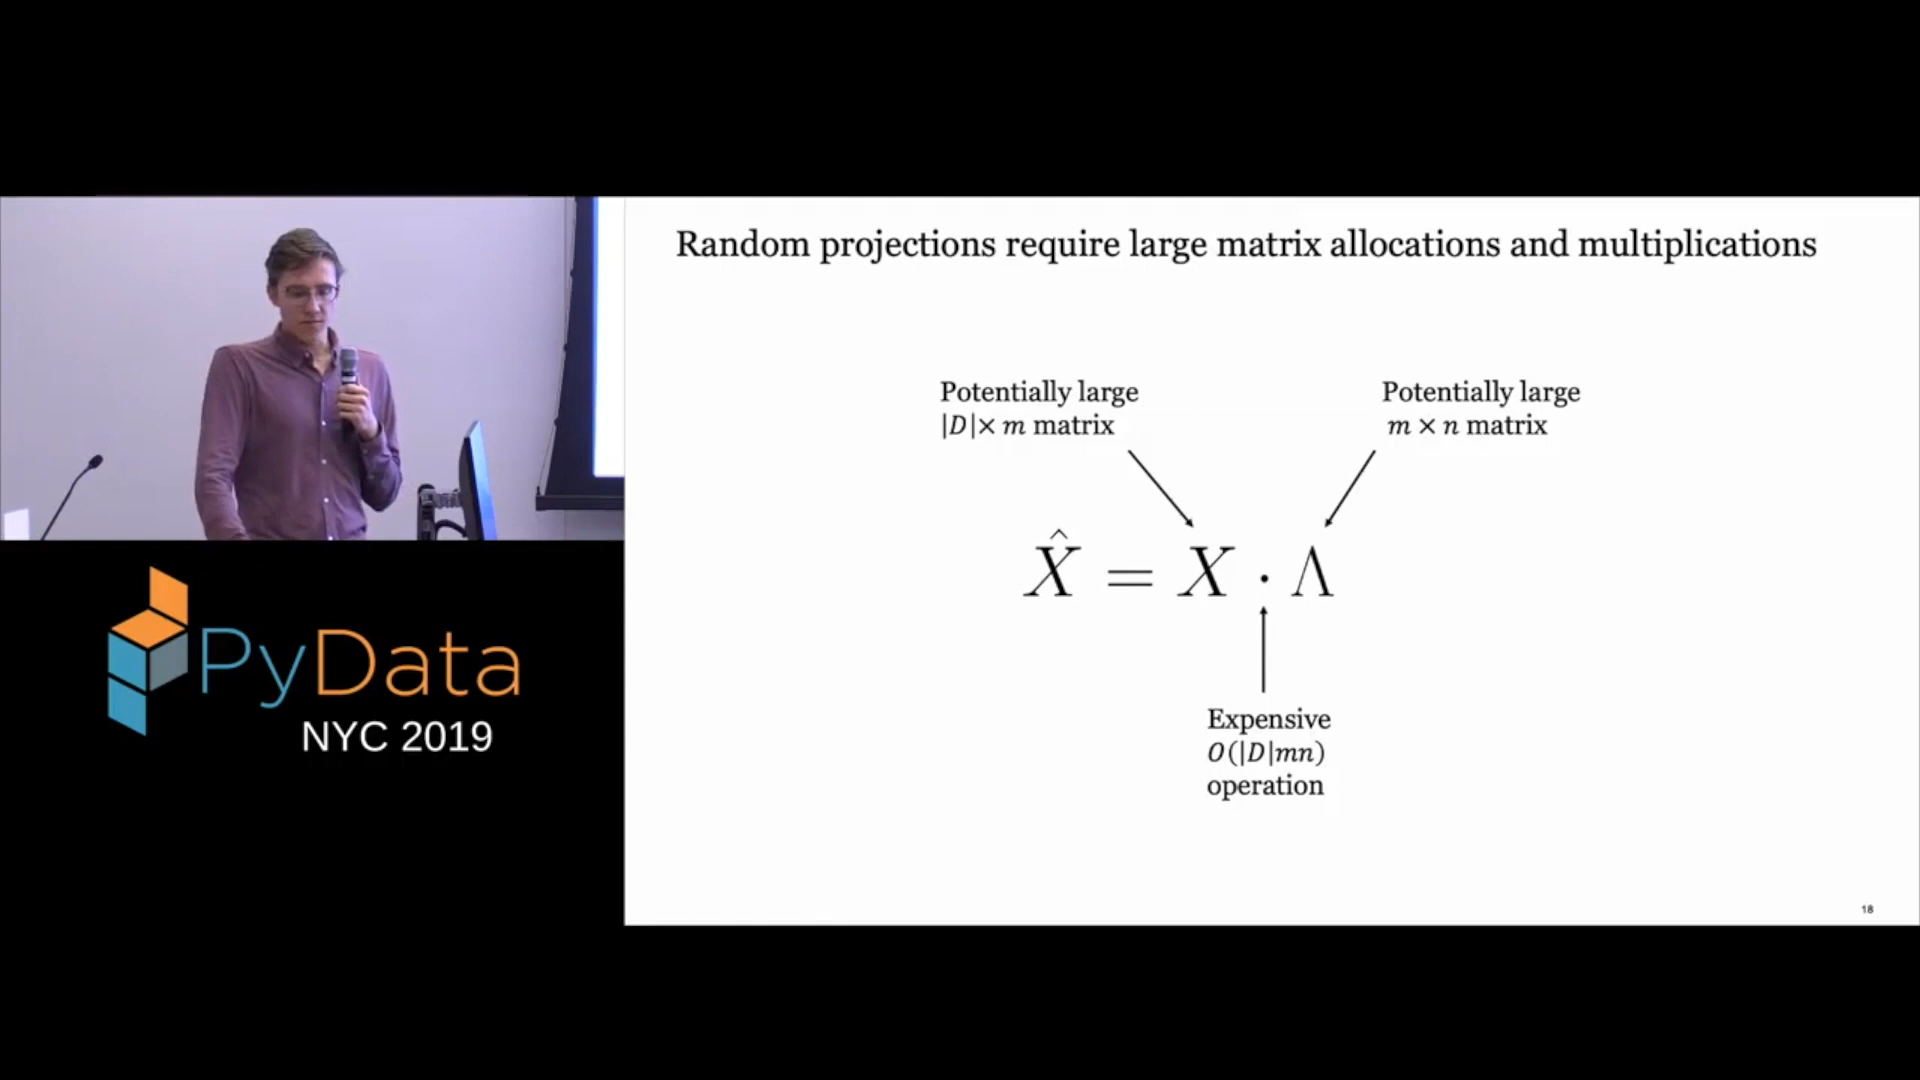 Random projections require large matrix allocations and multiplications
Potentially large
|D|× m matrix
Potentially large
m × n matrix
X̂ = X · Λ
Expensive
O(|D|mn)
operation
18
PyData
NYC 2019